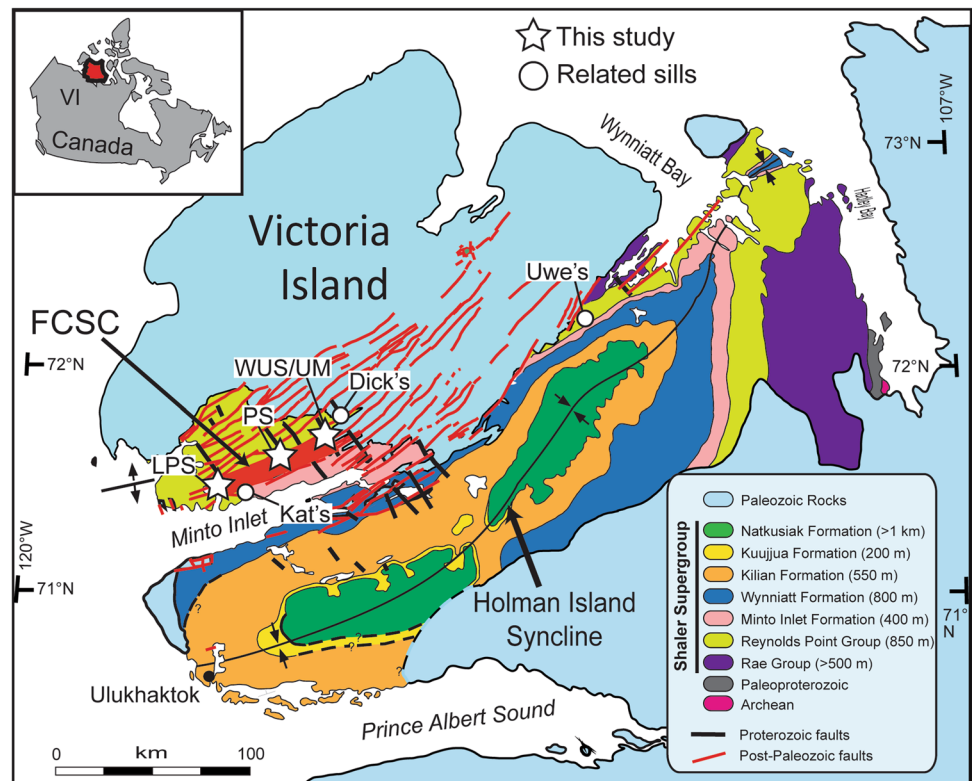 VI
Canada
This study
Related sills
Wynniatt Bay
107°W
73°N
Hadley Bay
Victoria
Island
Uwe's
FCSC
72°N
72°N
WUS/UM
Dick's
PS
LPS
Kat's
Minto Inlet
120°W
71°N
71°N
Holman Island
Syncline
?
?
?
?
Ulukhaktok
Prince Albert Sound
0 km 100
Shaler Supergroup
Paleozoic Rocks
Natkusiak Formation (>1 km)
Kuujjua Formation (200 m)
Kilian Formation (550 m)
Wynniatt Formation (800 m)
Minto Inlet Formation (400 m)
Reynolds Point Group (850 m)
Rae Group (>500 m)
Paleoproterozoic
Archean
Proterozoic faults
Post-Paleozoic faults